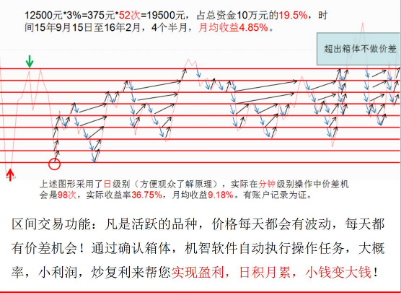 12500元*3%=375元*52次=19500元，占总资金10万元的19.5%，时
间15年9月15日至16年2月，4个半月，月均收益4.85%。
超出箱体不做价差
上述图形采用了日级别（方便观众了解原理），实际在分钟级别操作中价差机
会是98次，实际收益率36.75%，月均收益9.18%。有账户记录为证。
区间交易功能：凡是活跃的品种，价格每天都会有波动，每天都
有价差机会！通过确认箱体，机智软件自动执行操作任务，大概
率，小利润，炒复利来帮您实现盈利，日积月累，小钱变大钱！